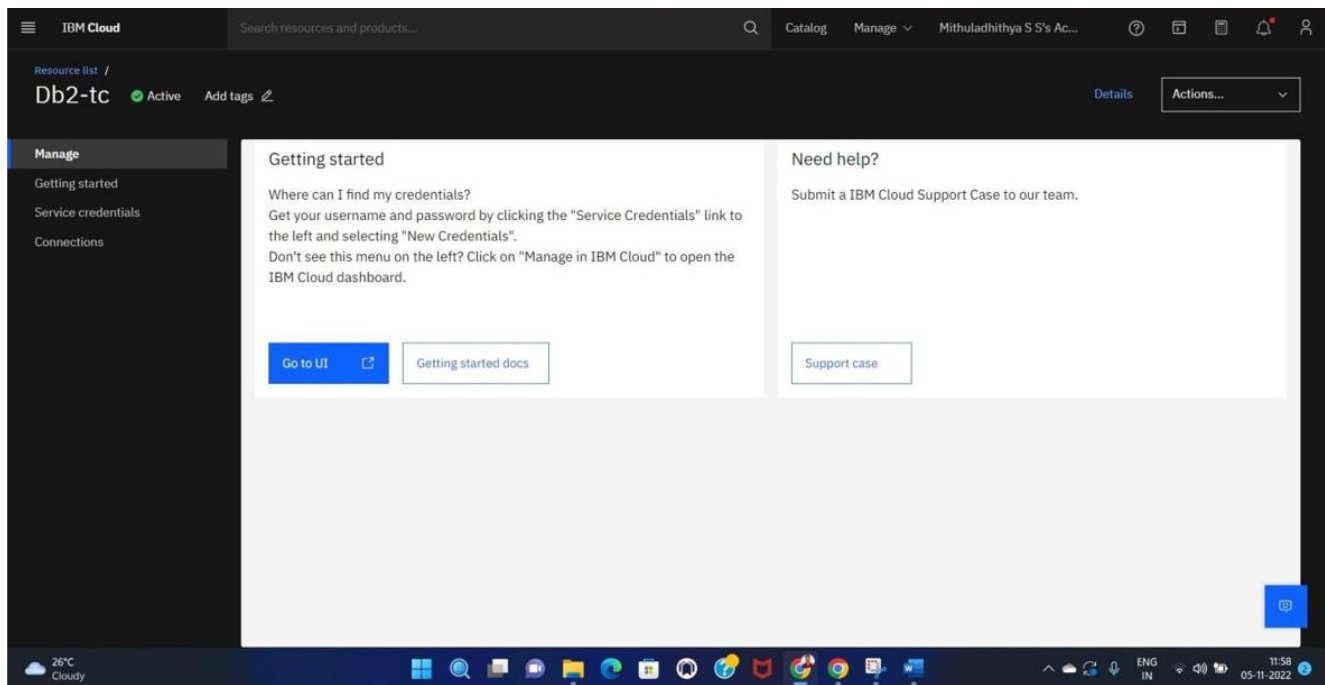 IBM Cloud
Search resources and products...
Catalog
Manage
Mithuladhithya S S's Ac...
Resource list /
Db2-tc
Active
Add tags
Details
Actions...
Manage
Getting started
Service credentials
Connections
Getting started
Where can I find my credentials?
Get your username and password by clicking the "Service Credentials" link to
the left and selecting "New Credentials".
Don't see this menu on the left? Click on "Manage in IBM Cloud" to open the
IBM Cloud dashboard.
Go to UI
Getting started docs
Need help?
Submit a IBM Cloud Support Case to our team.
Support case
26°C
Cloudy
ENG
IN
11:58
05-11-2022
2